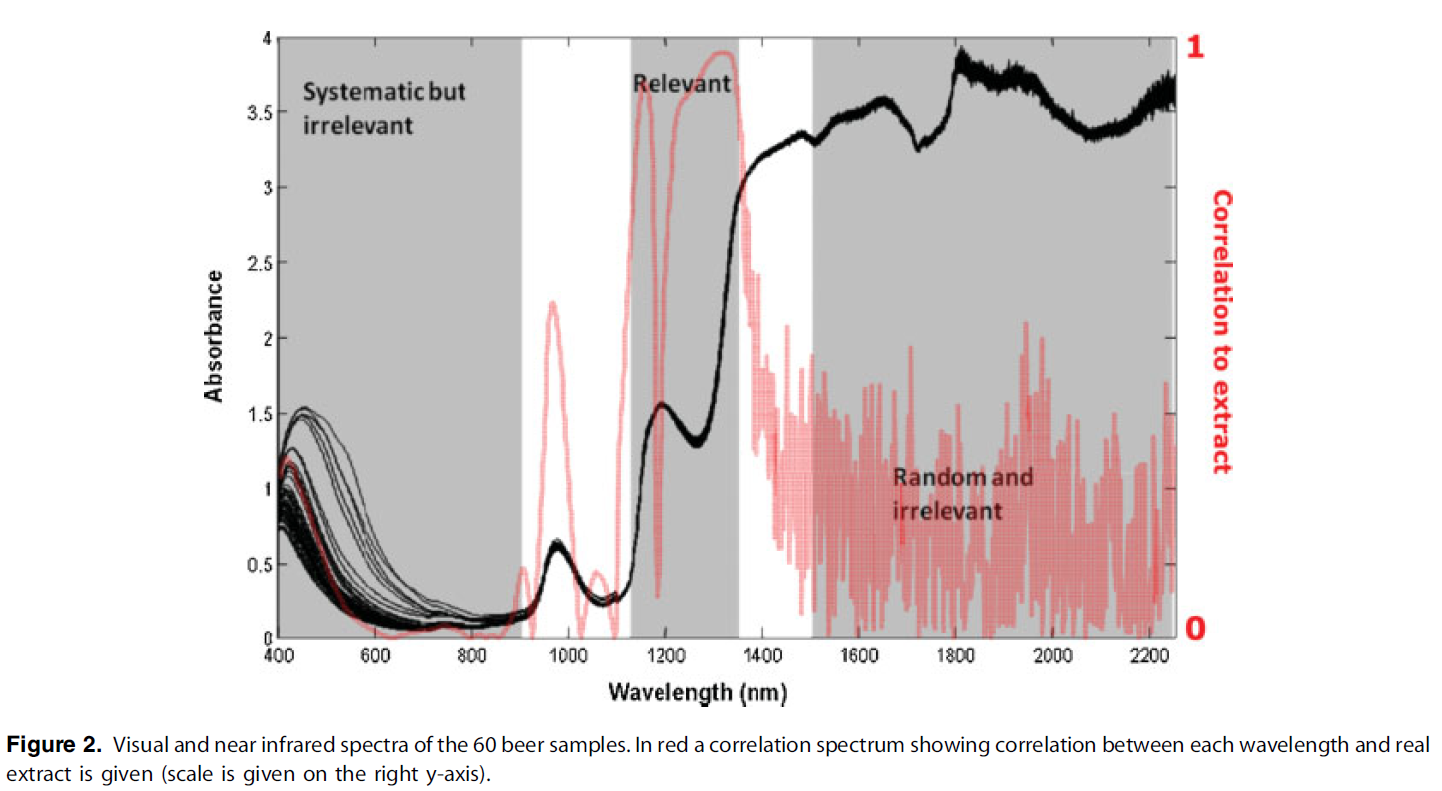 4
3.5
3
2.5
2
1.5
1
0.5
0
Absorbance
Systematic but
irrelevant
Relevant
Random and
irrelevant
1
0
Correlation to extract
400 600 800 1000 1200 1400 1600 1800 2000 2200
Wavelength (nm)
Figure 2. Visual and near infrared spectra of the 60 beer samples. In red a correlation spectrum showing correlation between each wavelength and real
extract is given (scale is given on the right y-axis).